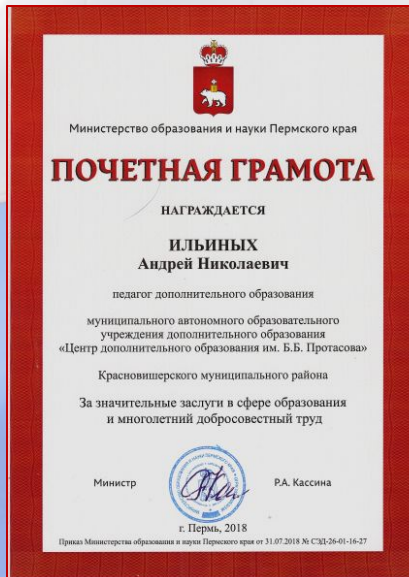 Министерство образования и науки Пермского края
ПОЧЕТНАЯ ГРАМОТА
НАГРАЖДАЕТСЯ
ИЛЬИНЫХ
Андрей Николаевич
педагог дополнительного образования
муниципального автономного образовательного
учреждения дополнительного образования
«Центр дополнительного образования им. Б.Б. Протасова»
Красновишерского муниципального района
За значительные заслуги в сфере образования
и многолетний добросовестный труд
Министр
Р.А. Кассина
г. Пермь, 2018
Приказ Министерства образования и науки Пермского края от 31.07.2018 № СЭД-26-01-16-27